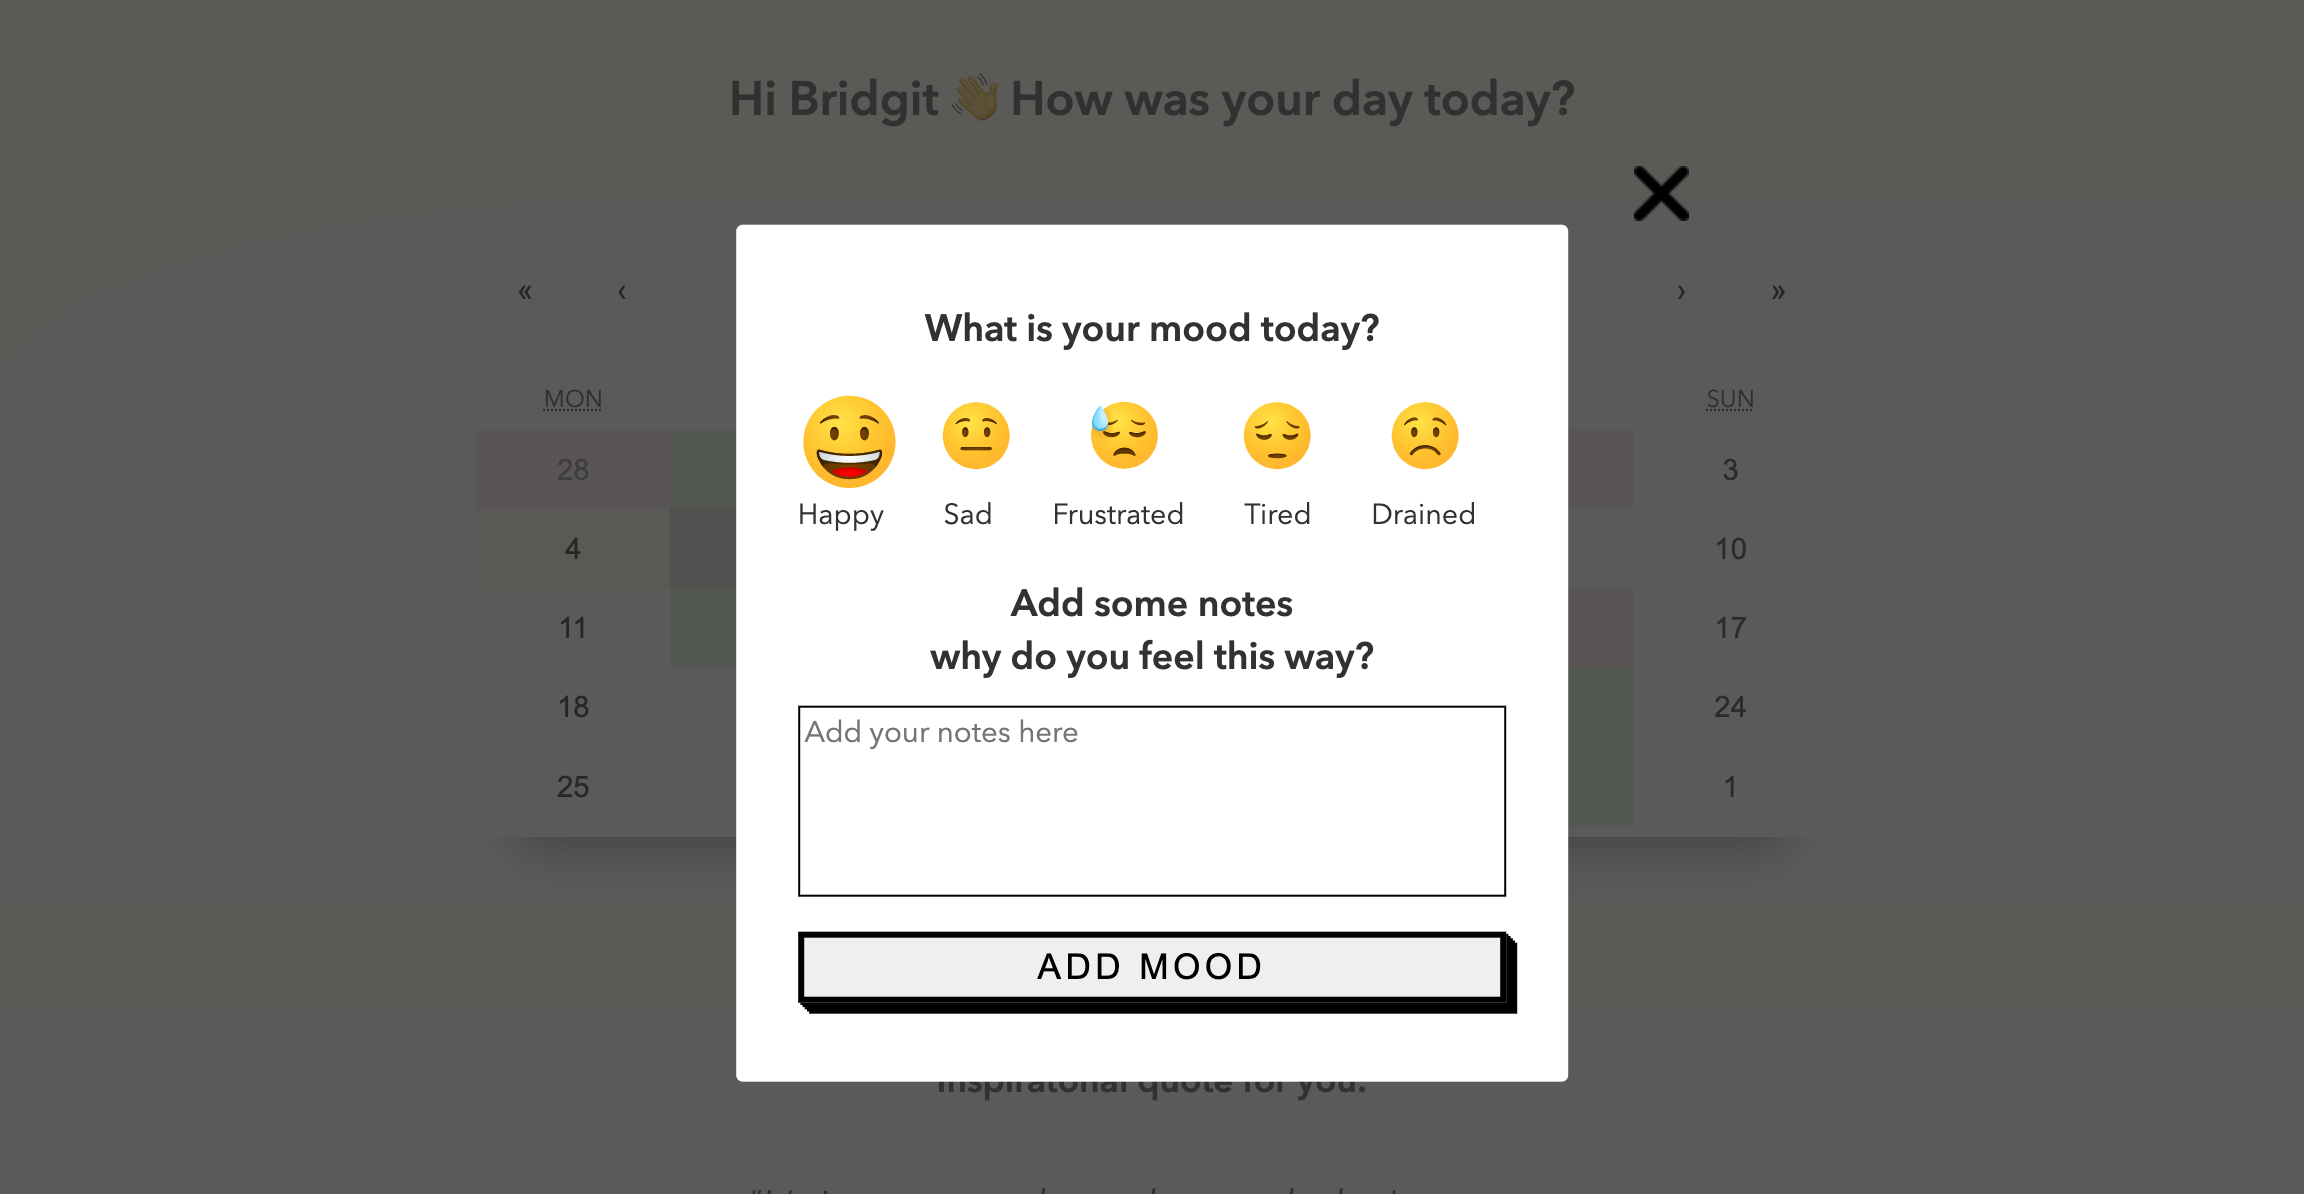 Hi Bridgit 👋 How was your day today?
« ‹ › »
What is your mood today?
MON SUN
Happy Sad Frustrated Tired Drained
28 3
4 10
11 17
18 24
25 1
Add some notes
why do you feel this way?
Add your notes here
ADD MOOD
inspirational quote for you: